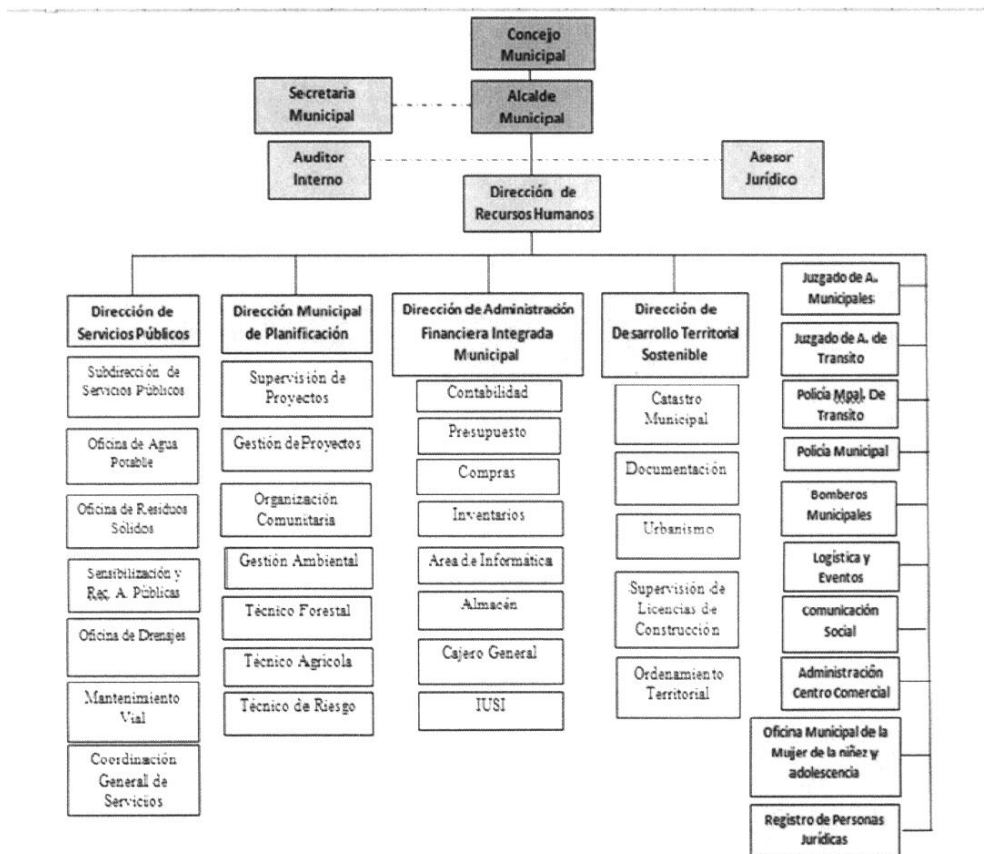 Concejo
Municipal
Secretaria
Municipal
Alcalde
Municipal
Auditor
Interno
Asesor
Jurídico
Dirección de
Recursos Humanos
Dirección de
Servicios Públicos
Subdirección de
Servicios Públicos
Oficina de Agua
Potable
Oficina de Residuos
Sólidos
Sensibilización y
Rec. A. Públicas
Oficina de Drenajes
Mantenimiento
Vial
Coordinación
General de
Servicios
Dirección Municipal
de Planificación
Supervisión de
Proyectos
Gestión de Proyectos
Organización
Comunitaria
Gestión Ambiental
Técnico Forestal
Técnico Agrícola
Técnico de Riesgo
Dirección de Administración
Financiera Integrada
Municipal
Contabilidad
Presupuesto
Compras
Inventarios
Area de Informática
Almacén
Cajero General
IUSI
Dirección de
Desarrollo Territorial
Sostenible
Catastro
Municipal
Documentación
Urbanismo
Supervisión de
Licencias de
Construcción
Ordenamiento
Territorial
Juzgado de A.
Municipales
Juzgado de A. de
Transito
Policía Mpal. De
Transito
Policía Municipal
Bomberos
Municipales
Logística y
Eventos
Comunicación
Social
Administración
Centro Comercial
Oficina Municipal de la
Mujer de la niñez y
adolescencia
Registro de Personas
Jurídicas